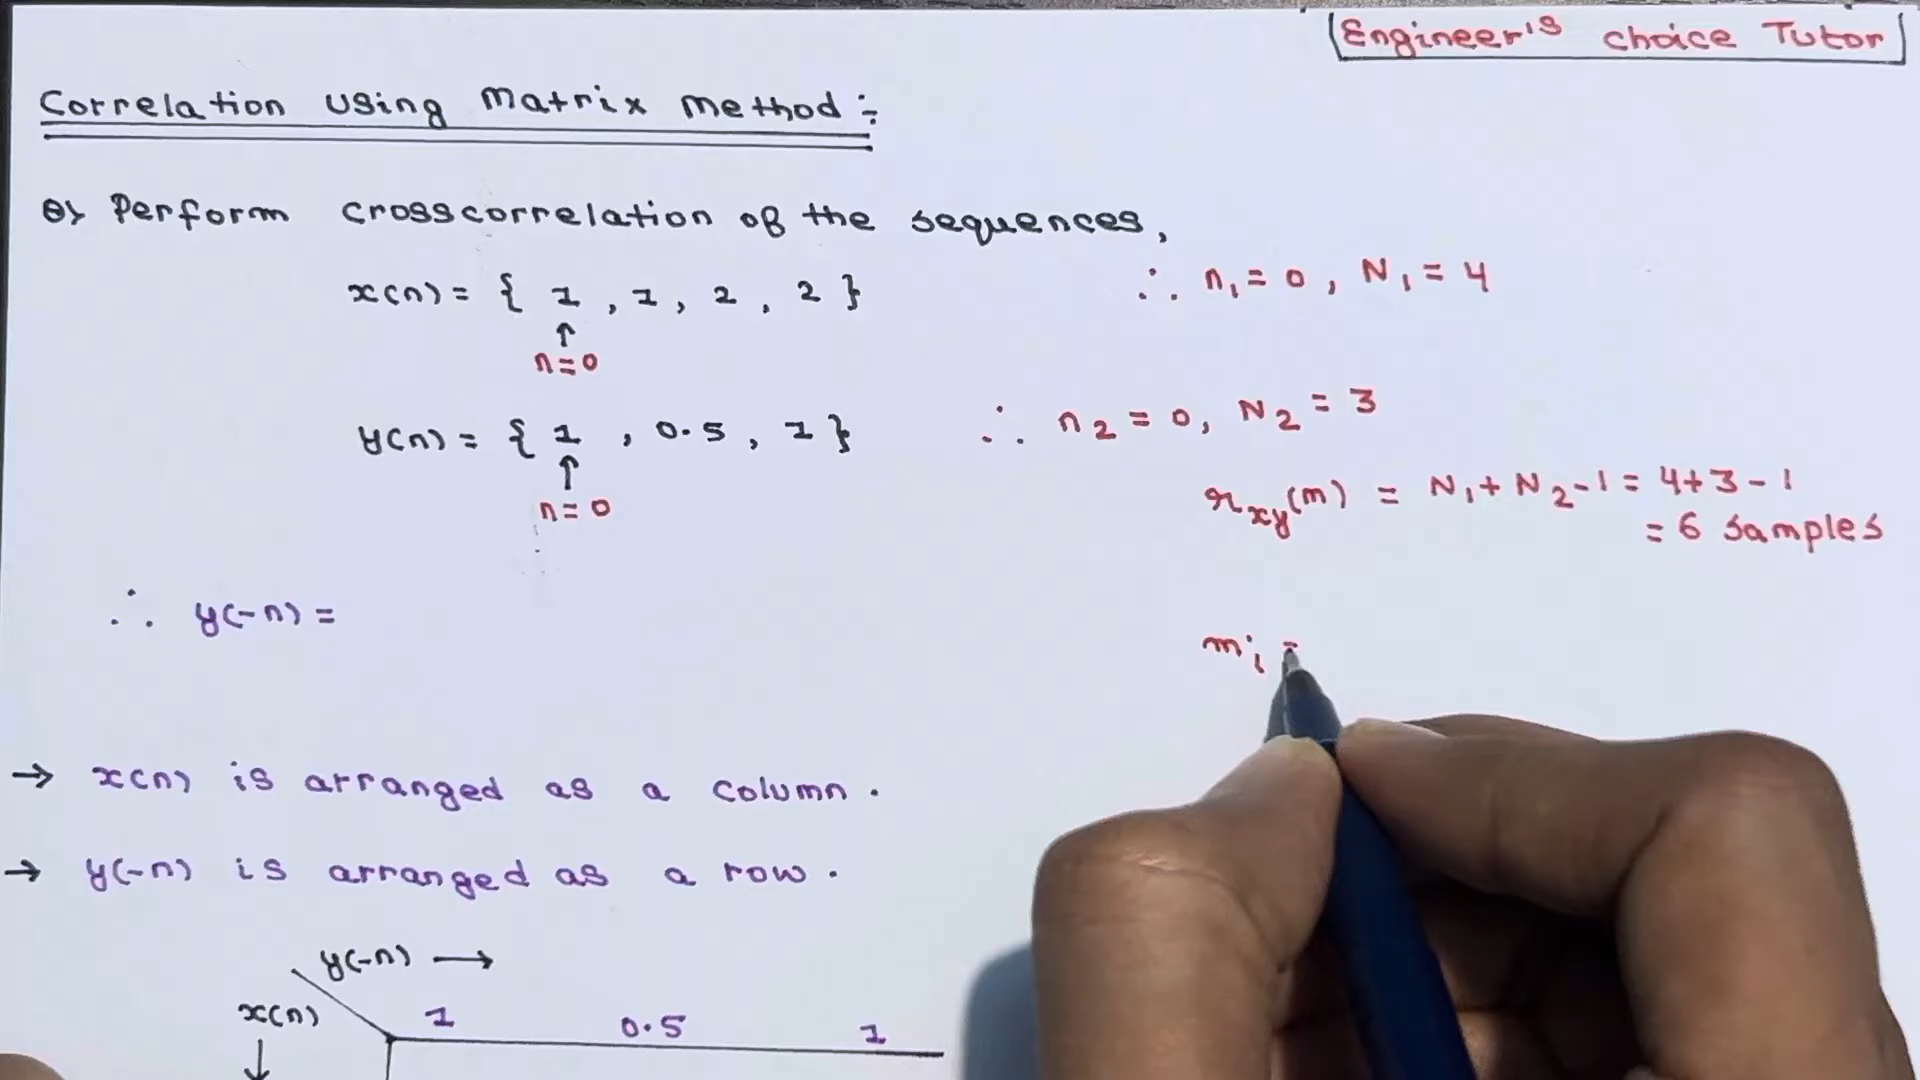 Engineer's choice Tutor
Correlation using Matrix Method :-
Q> Perform crosscorrelation of the sequences,
x(n) = { 1 , 1 , 2 , 2 }
↑
n=0
∴ n₁ = 0 , N₁ = 4
y(n) = { 1 , 0.5 , 1 }
↑
n=0
∴ n₂ = 0, N₂ = 3
r_xy(m) = N₁ + N₂ - 1 = 4+3-1
= 6 samples
∴ y(-n) =
mᵢ =
→ x(n) is arranged as a column .
→ y(-n) is arranged as a row .
y(-n) →
x(n) 1 0.5 1
↓